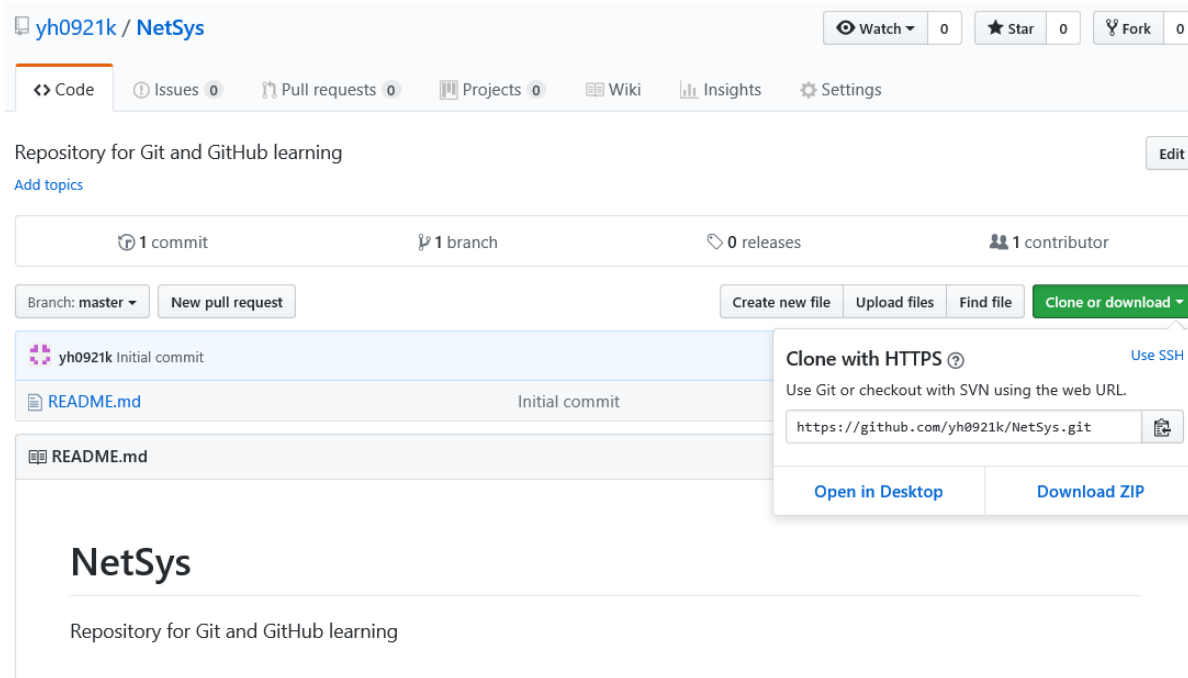 yh0921k / NetSys
Watch 0 Star 0 Fork 0
Code Issues 0 Pull requests 0 Projects 0 Wiki Insights Settings
Repository for Git and GitHub learning
Edit
Add topics
1 commit 1 branch 0 releases 1 contributor
Branch: master New pull request Create new file Upload files Find file Clone or download
yh0921k Initial commit
README.md Initial commit
Clone with HTTPS ? Use SSH
Use Git or checkout with SVN using the web URL.
https://github.com/yh0921k/NetSys.git
Open in Desktop Download ZIP
README.md
NetSys
Repository for Git and GitHub learning